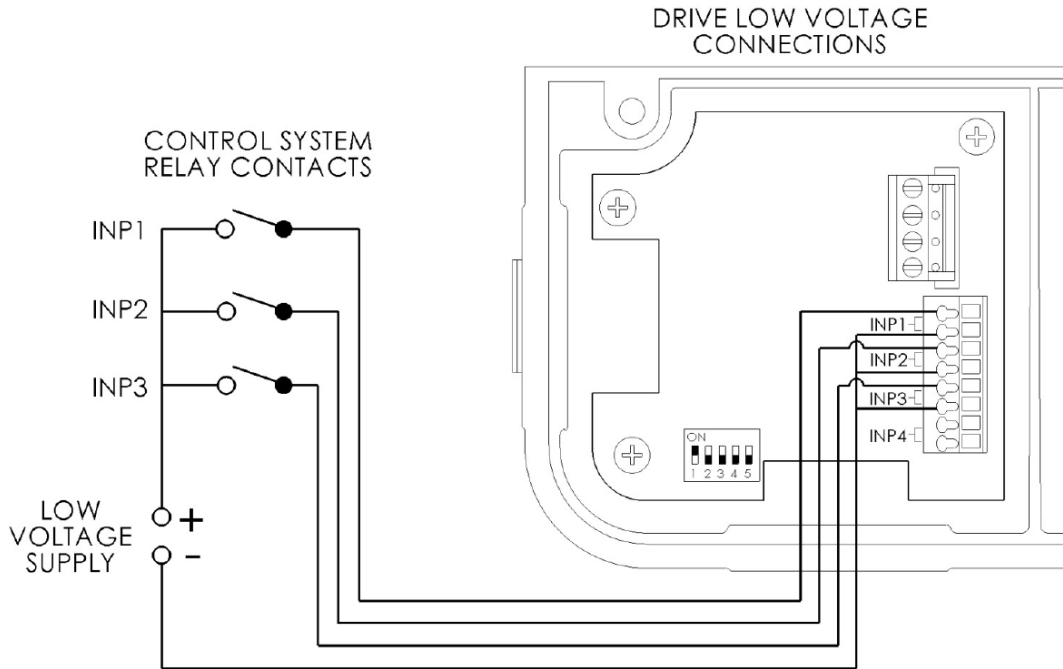 DRIVE LOW VOLTAGE
CONNECTIONS
CONTROL SYSTEM
RELAY CONTACTS
INP1
INP2
INP3
INP1
INP2
INP3
INP4
ON
1 2 3 4 5
LOW
VOLTAGE
SUPPLY
+
-